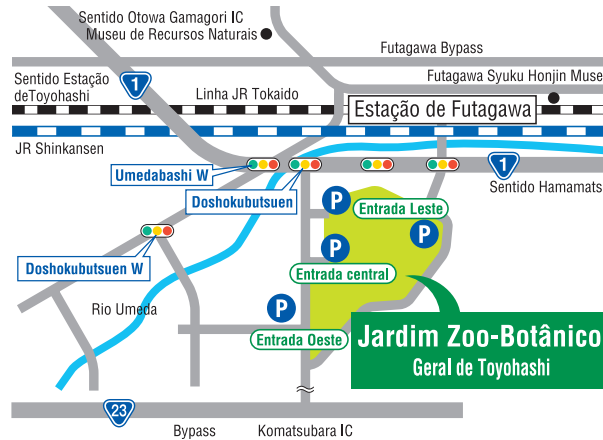 Sentido Otowa Gamagori IC
Museu de Recursos Naturais
Futagawa Bypass
1
Sentido Estação
deToyohashi
Linha JR Tokaido
Futagawa Syuku Honjin Muse
Estação de Futagawa
JR Shinkansen
Umedabashi W
1
Doshokubutsuen
Sentido Hamamats
P
Entrada Leste
P
Doshokubutsuen W
P
Entrada central
Rio Umeda
P
Entrada Oeste
Jardim Zoo-Botânico
Geral de Toyohashi
23
Bypass
Komatsubara IC